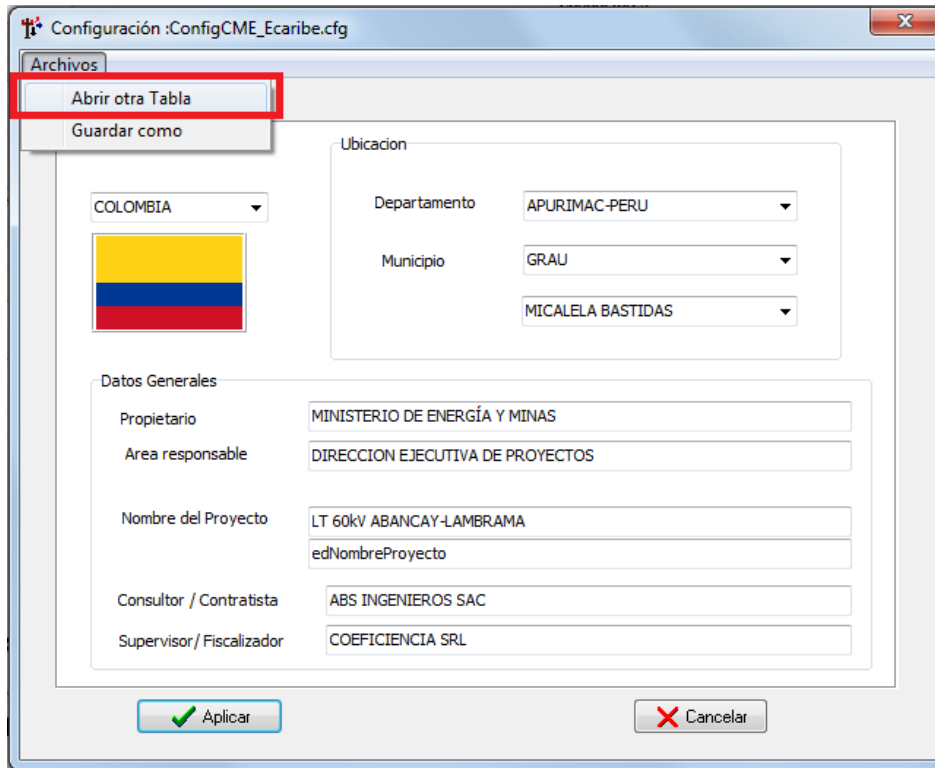 Configuración :ConfigCME_Ecaribe.cfg
Archivos
Abrir otra Tabla
Guardar como
Ubicacion
COLOMBIA
Departamento
APURIMAC-PERU
Municipio
GRAU
MICALELA BASTIDAS
Datos Generales
Propietario
MINISTERIO DE ENERGÍA Y MINAS
Area responsable
DIRECCION EJECUTIVA DE PROYECTOS
Nombre del Proyecto
LT 60kV ABANCAY-LAMBRAMA
edNombreProyecto
Consultor / Contratista
ABS INGENIEROS SAC
Supervisor/ Fiscalizador
COEFICIENCIA SRL
Aplicar
Cancelar